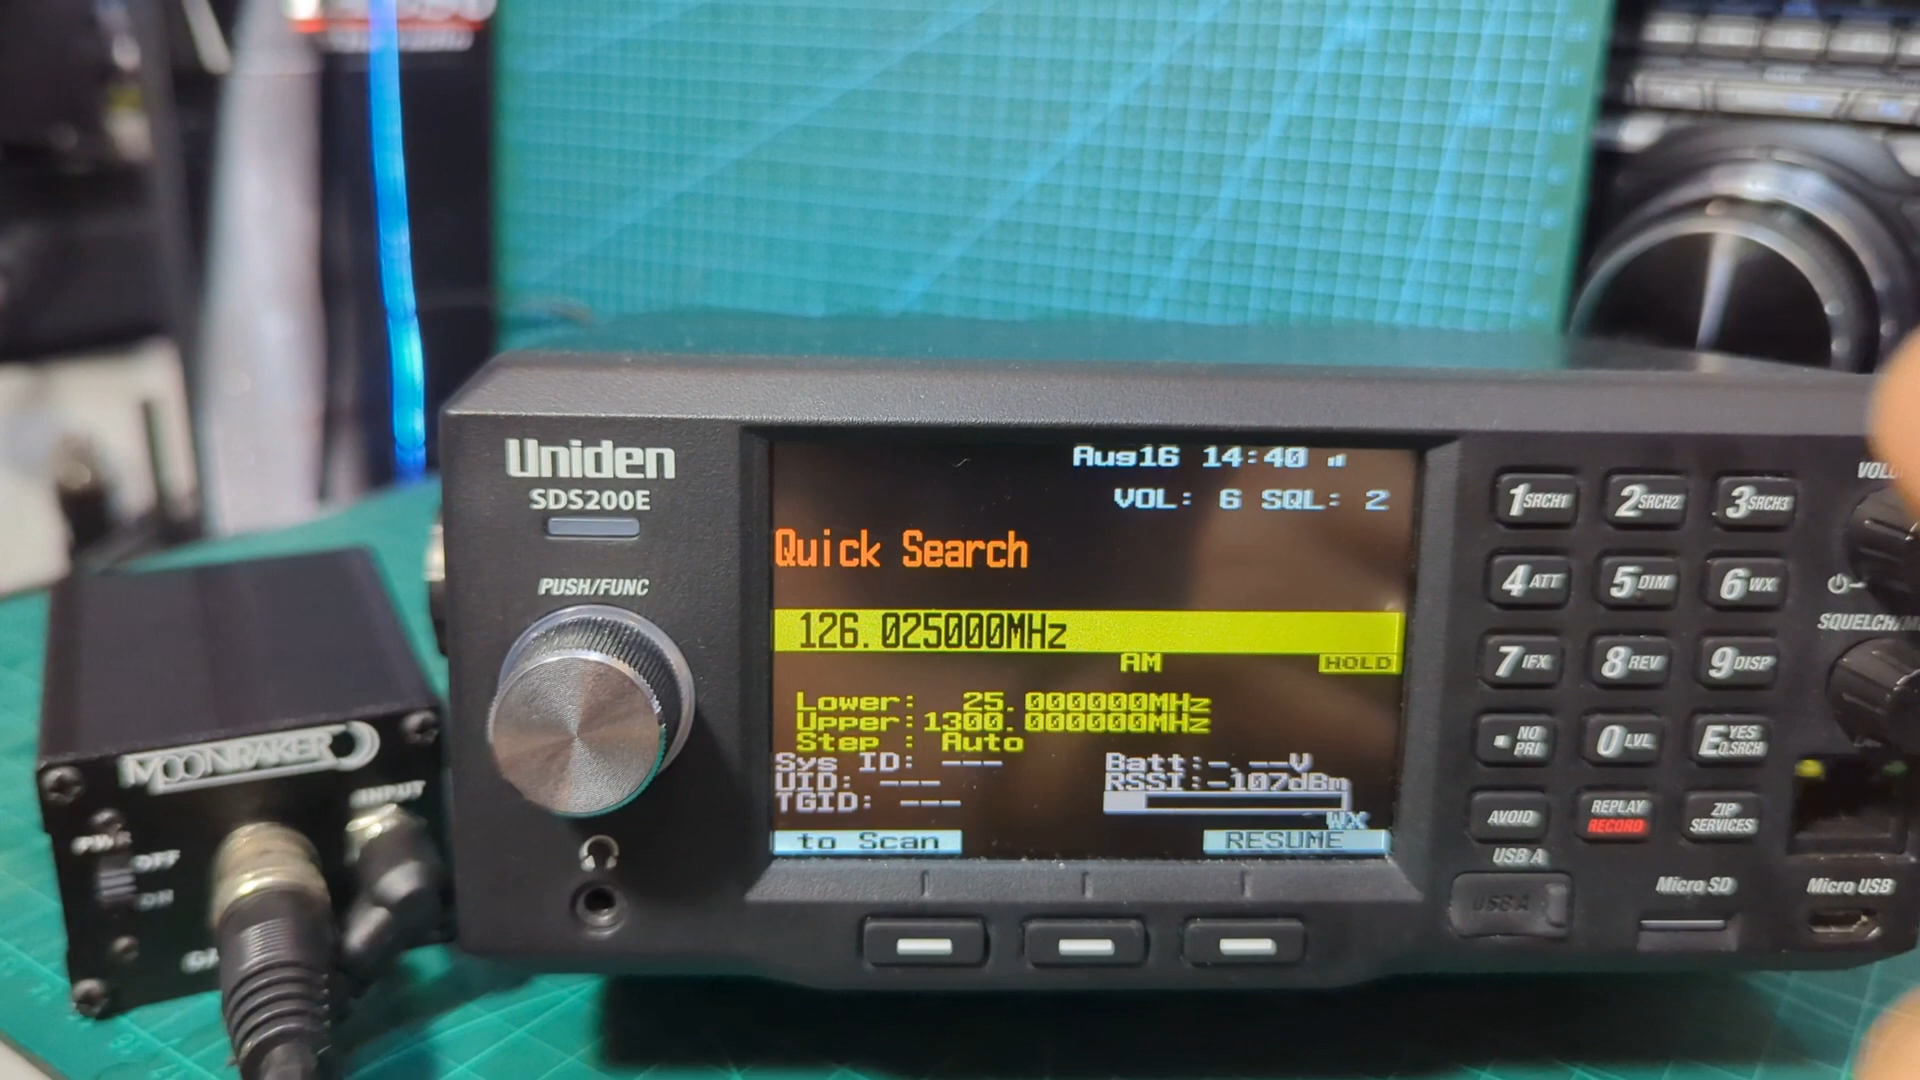 Uniden
SDS200E
PUSH/FUNC
Aug16 14:40
VOL: 6 SQL: 2
Quick Search
126.025000MHz
AM
HOLD
Lower: 25.000000MHz
Upper:1300.000000MHz
Step : Auto
Sys ID: ---
UID: ---
TGID: ---
Batt:-.--V
RSSI:-107dBm
WX
to Scan
RESUME
1 SRCH1
2 SRCH2
3 SRCH3
4 ATT
5 DIM
6 WX
7 IFX
8 REV
9 DISP
. NO PRI
0 LVL
E YES Q.SRCH
AVOID
REPLAY
RECORD
ZIP
SERVICES
USB A
USB A
Micro SD
Micro USB
SQUELCH/
MOONRAKER
INPUT
PWR
OFF
ON